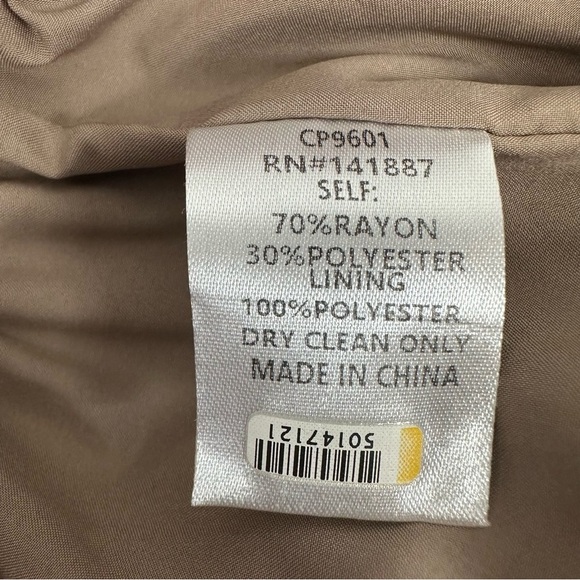 CP9601
RN#141887
SELF:
70%RAYON
30%POLYESTER
LINING
100%POLYESTER
DRY CLEAN ONLY
MADE IN CHINA
50147121